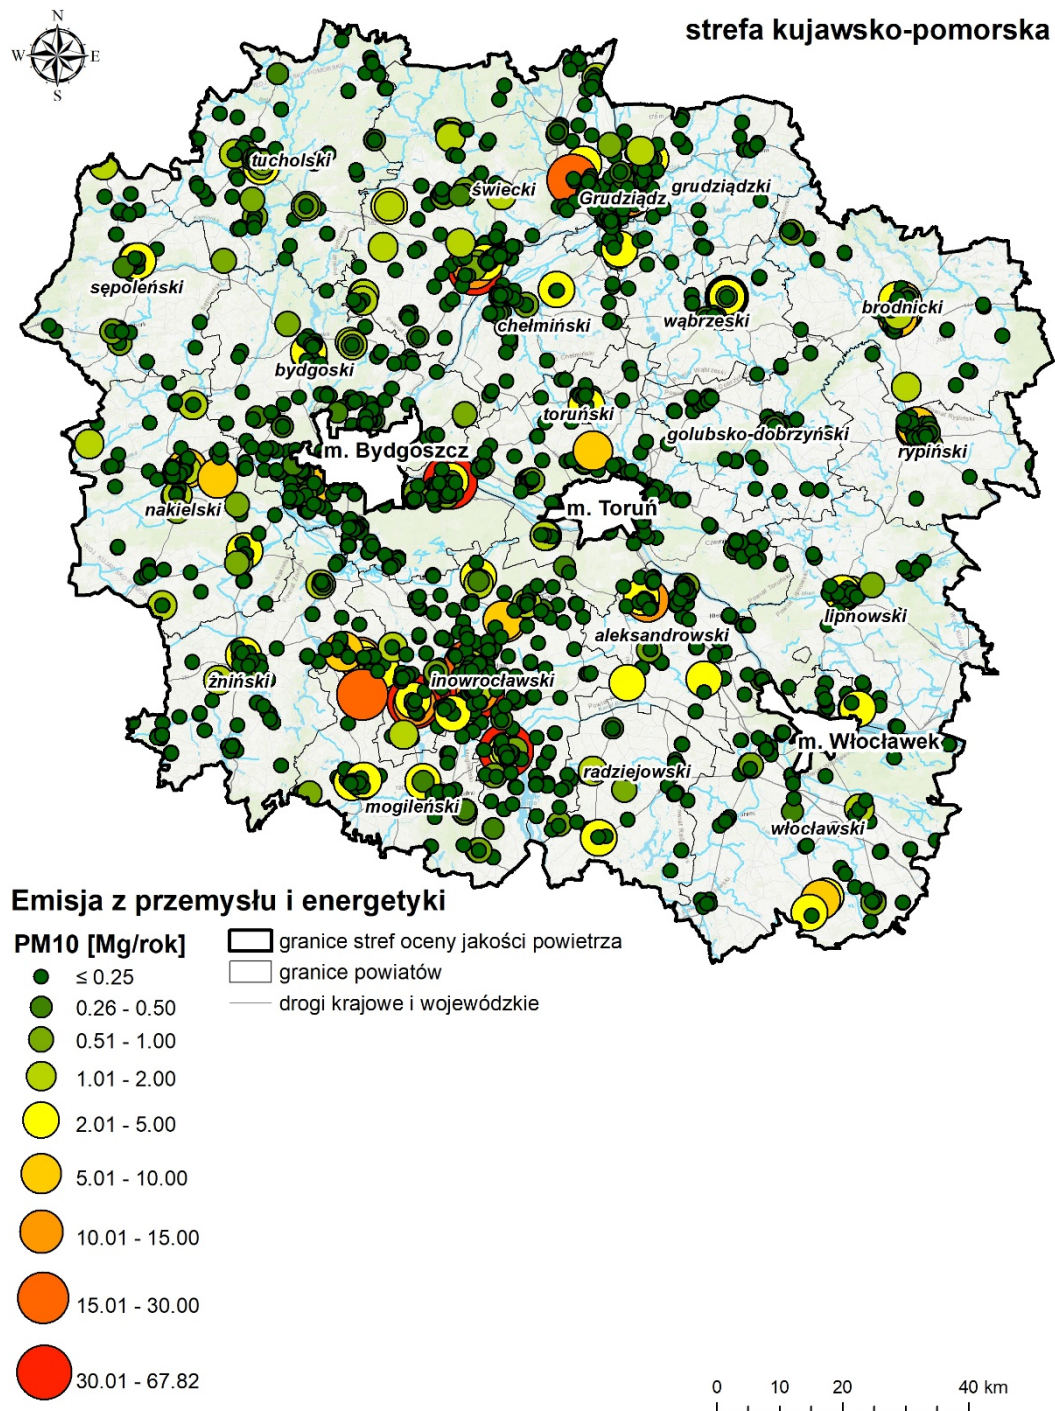 strefa kujawsko-pomorska
N
W
E
S
tucholski
świecki
Grudziądz
grudziądzki
sępoleński
chełmiński
wąbrzeski
brodnicki
bydgoski
toruński
golubsko-dobrzyński
rypiński
m. Bydgoszcz
m. Toruń
nakielski
lipnowski
aleksandrowski
żniński
inowrocławski
m. Włocławek
radziejowski
mogileński
włocławski
Emisja z przemysłu i energetyki
PM10 [Mg/rok]
≤ 0.25
0.26 - 0.50
0.51 - 1.00
1.01 - 2.00
2.01 - 5.00
5.01 - 10.00
10.01 - 15.00
15.01 - 30.00
30.01 - 67.82
granice stref oceny jakości powietrza
granice powiatów
drogi krajowe i wojewódzkie
0 10 20 40 km